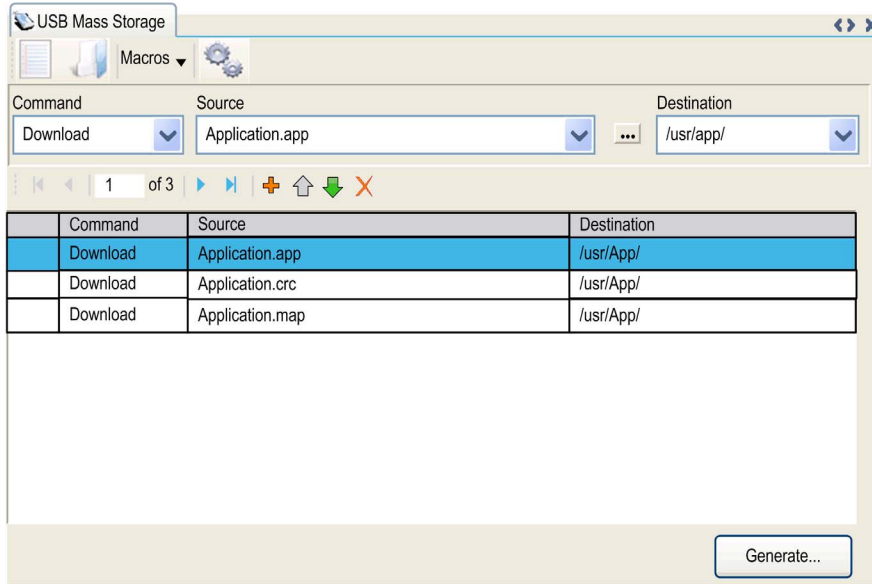 USB Mass Storage
Macros
Command Source Destination
Download Application.app ... /usr/app/
1 of 3
Command Source Destination
Download Application.app /usr/App/
Download Application.crc /usr/App/
Download Application.map /usr/App/
Generate...